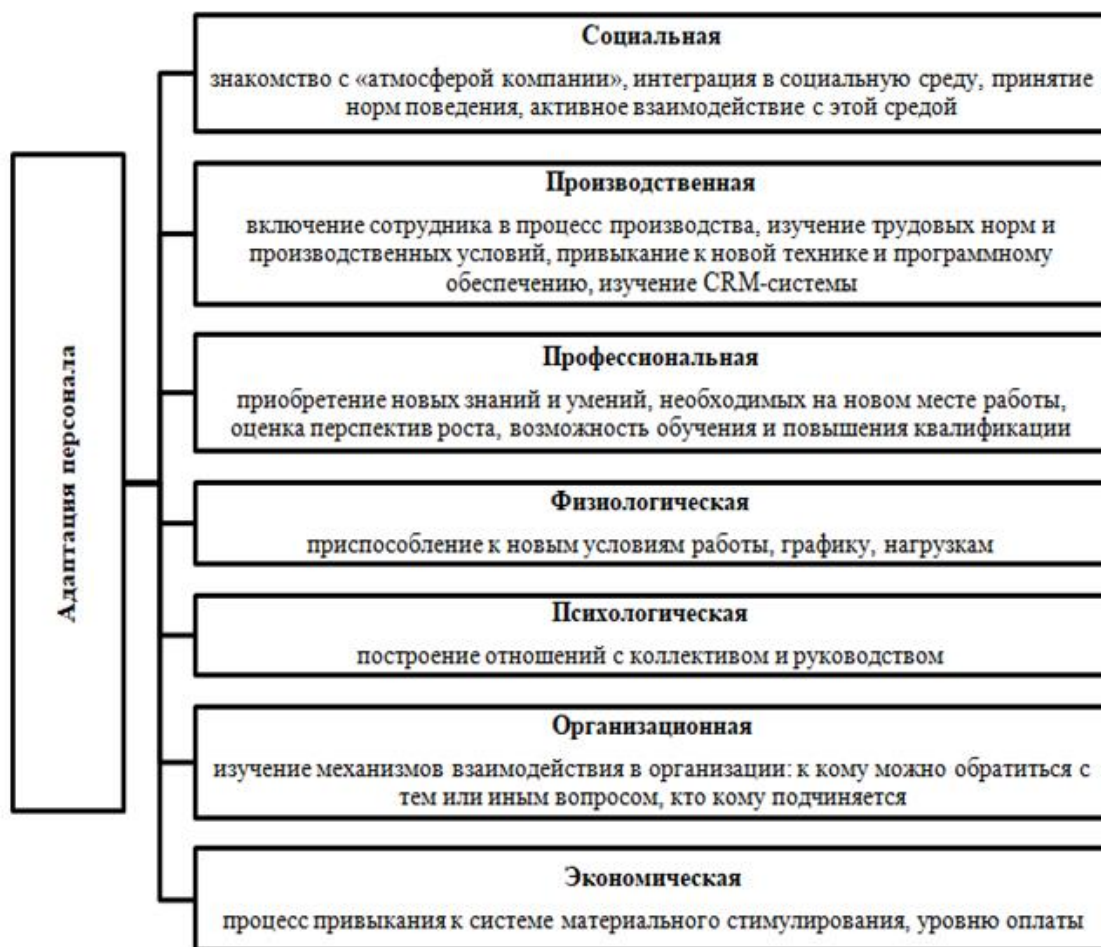 Адаптация персонала
Социальная
знакомство с «атмосферой компании», интеграция в социальную среду, принятие
норм поведения, активное взаимодействие с этой средой
Производственная
включение сотрудника в процесс производства, изучение трудовых норм и
производственных условий, привыкание к новой технике и программному
обеспечению, изучение CRM-системы
Профессиональная
приобретение новых знаний и умений, необходимых на новом месте работы,
оценка перспектив роста, возможность обучения и повышения квалификации
Физиологическая
приспособление к новым условиям работы, графику, нагрузкам
Психологическая
построение отношений с коллективом и руководством
Организационная
изучение механизмов взаимодействия в организации: к кому можно обратиться с
тем или иным вопросом, кто кому подчиняется
Экономическая
процесс привыкания к системе материального стимулирования, уровню оплаты